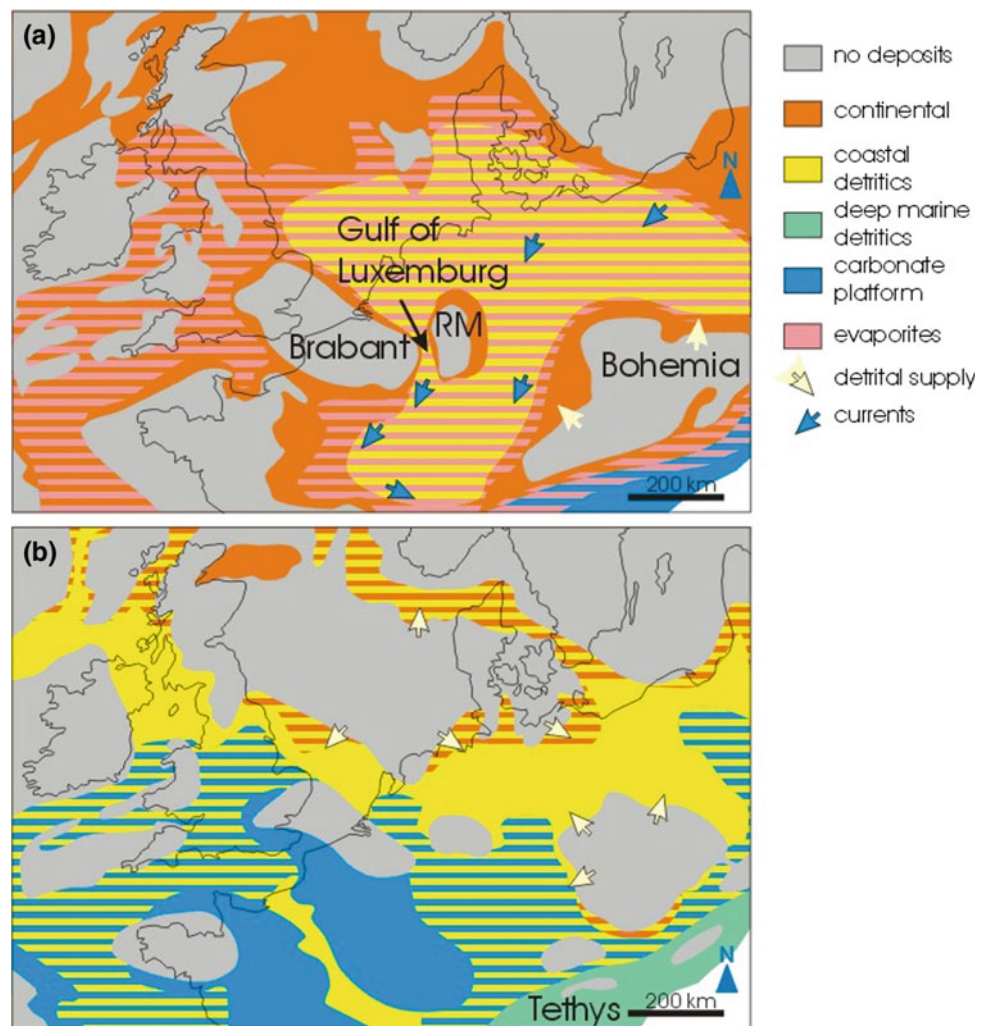 (a)
N
Gulf of
Luxemburg
RM
Brabant
Bohemia
200 km
no deposits
continental
coastal
detritics
deep marine
detritics
carbonate
platform
evaporites
detrital supply
currents
(b)
N
Tethys
200 km